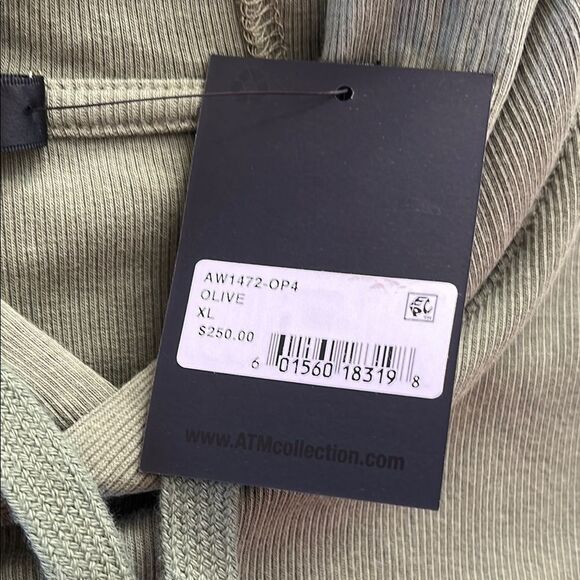 AW1472-OP4
OLIVE
XL
$250.00
6 01560 18319 8
www.ATMcollection.com